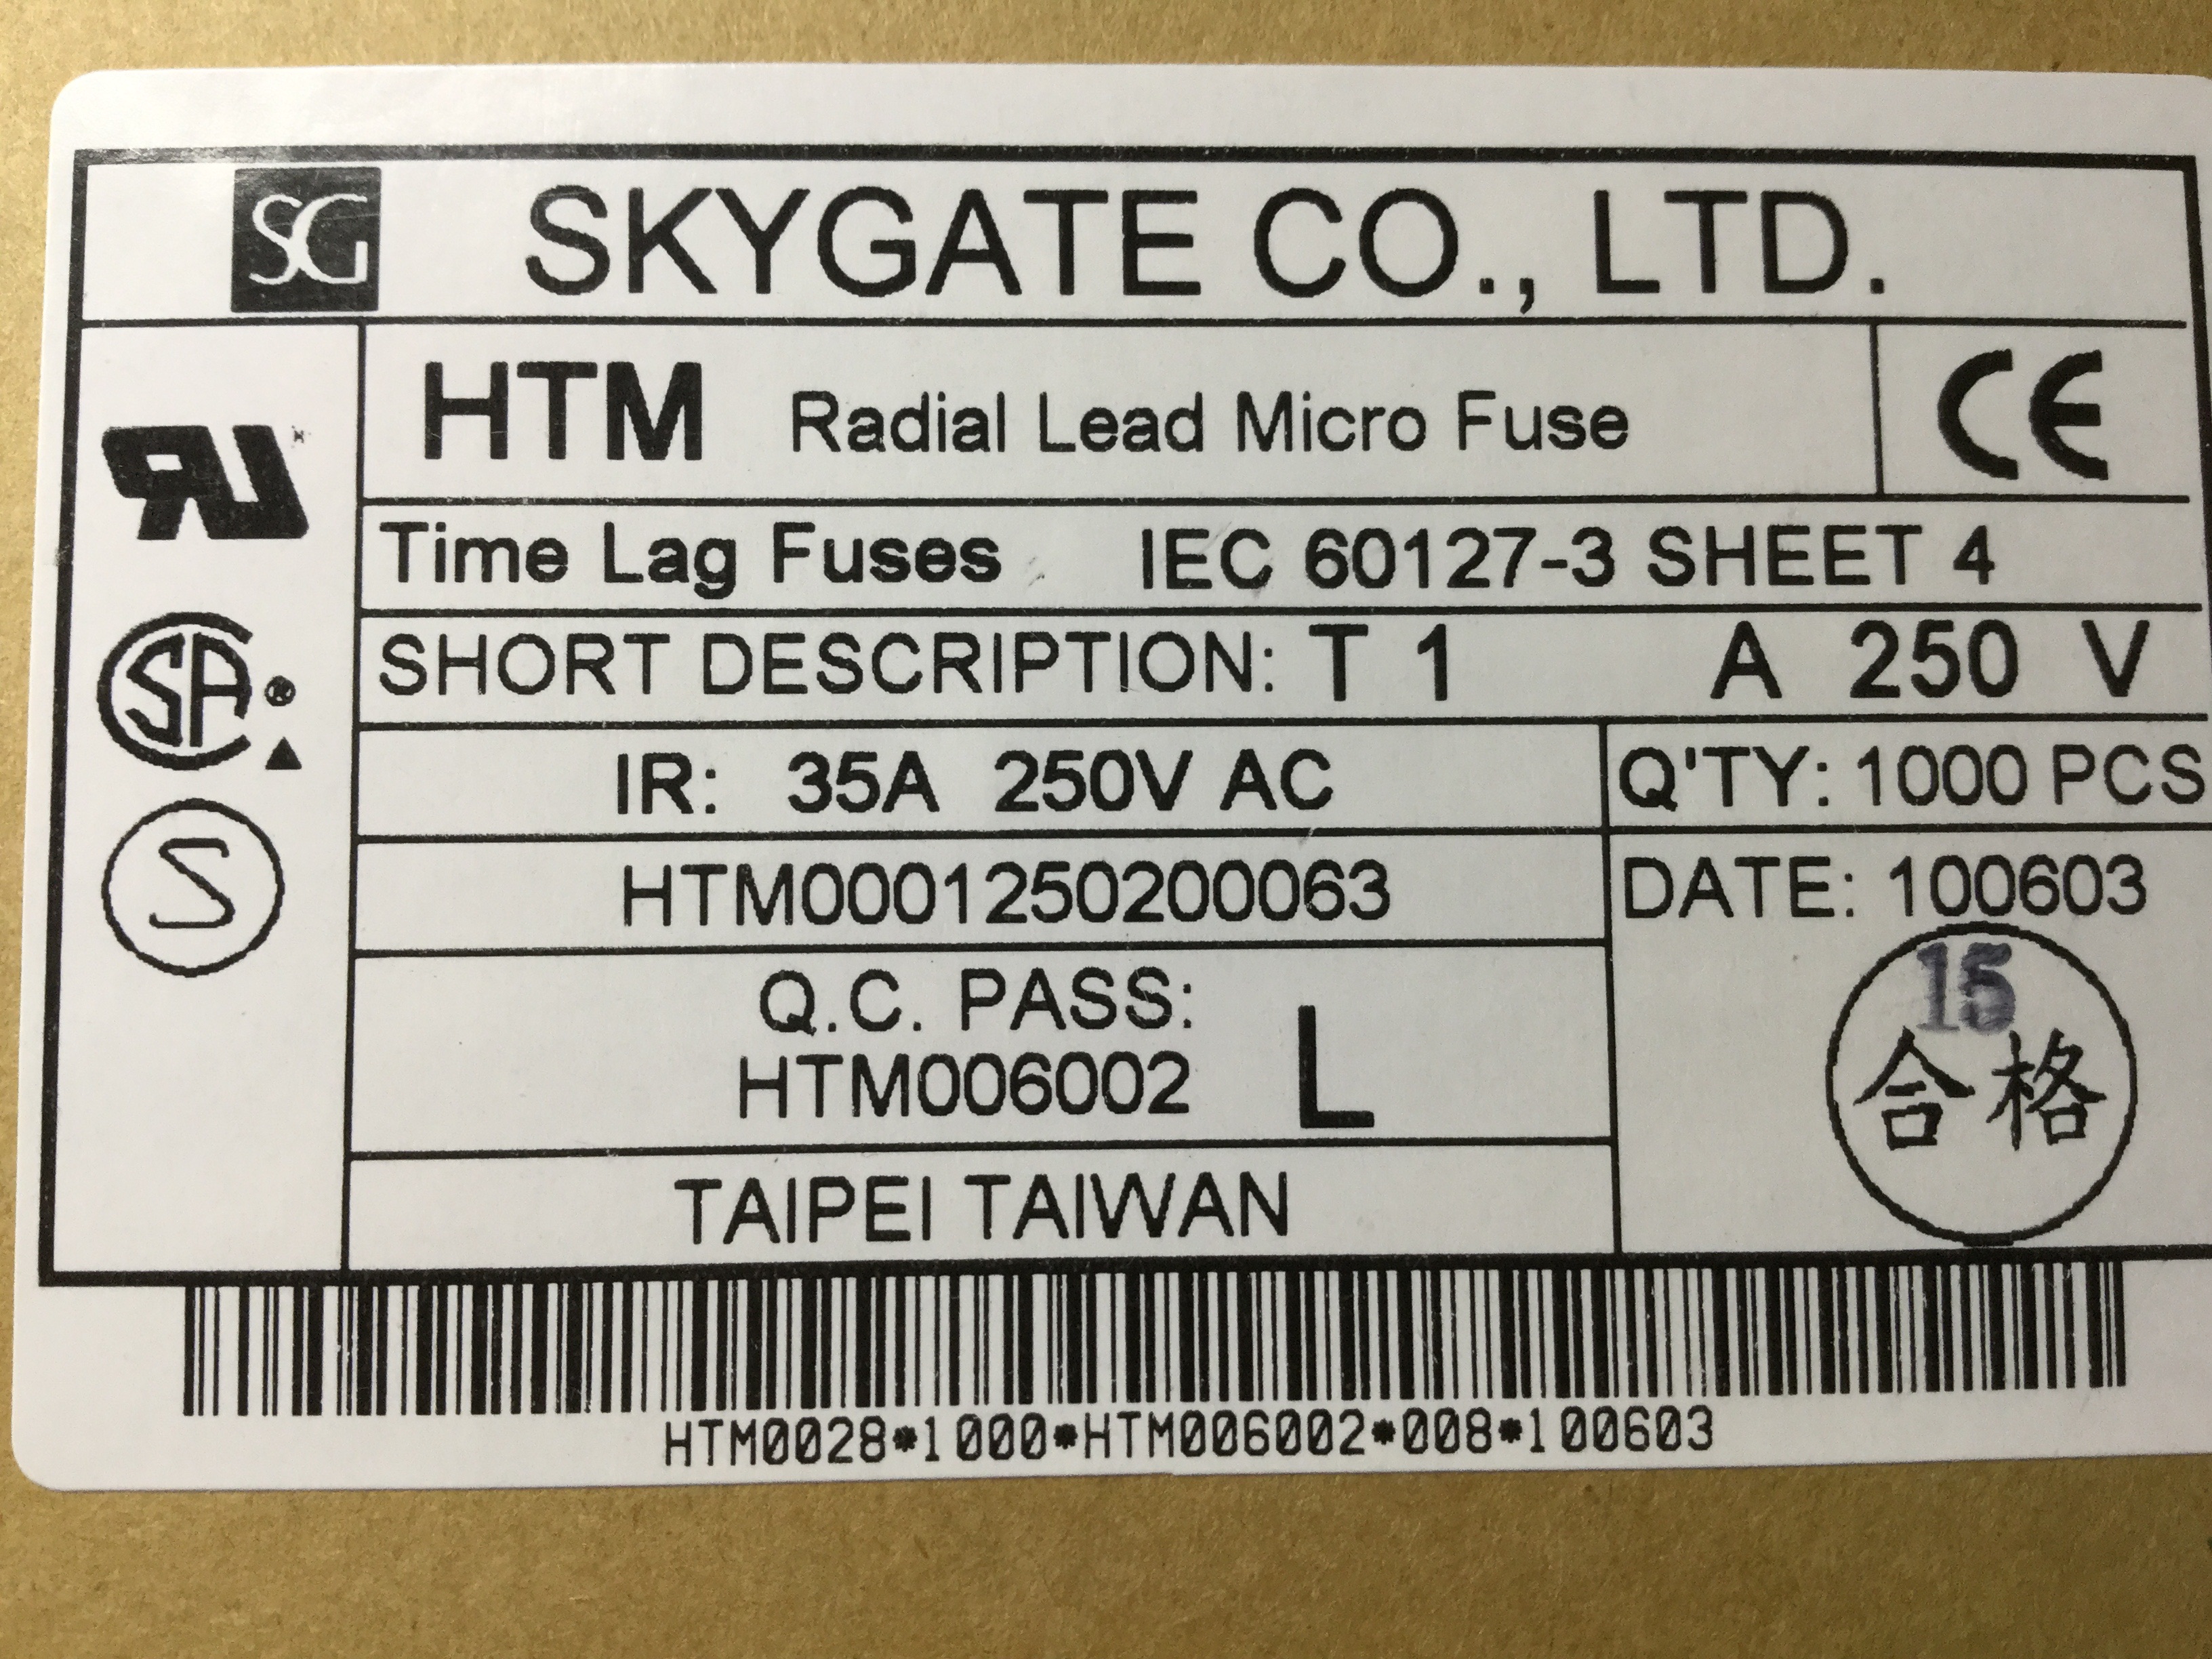 SG SKYGATE CO., LTD.
HTM Radial Lead Micro Fuse CE
RU
Time Lag Fuses IEC 60127-3 SHEET 4
SHORT DESCRIPTION: T 1 A 250 V
SA ®
IR: 35A 250V AC Q'TY: 1000 PCS
S
HTM0001250200063 DATE: 100603
15
合格
Q.C. PASS:
HTM006002 L
TAIPEI TAIWAN
HTM0028*1000*HTM006002*008*100603